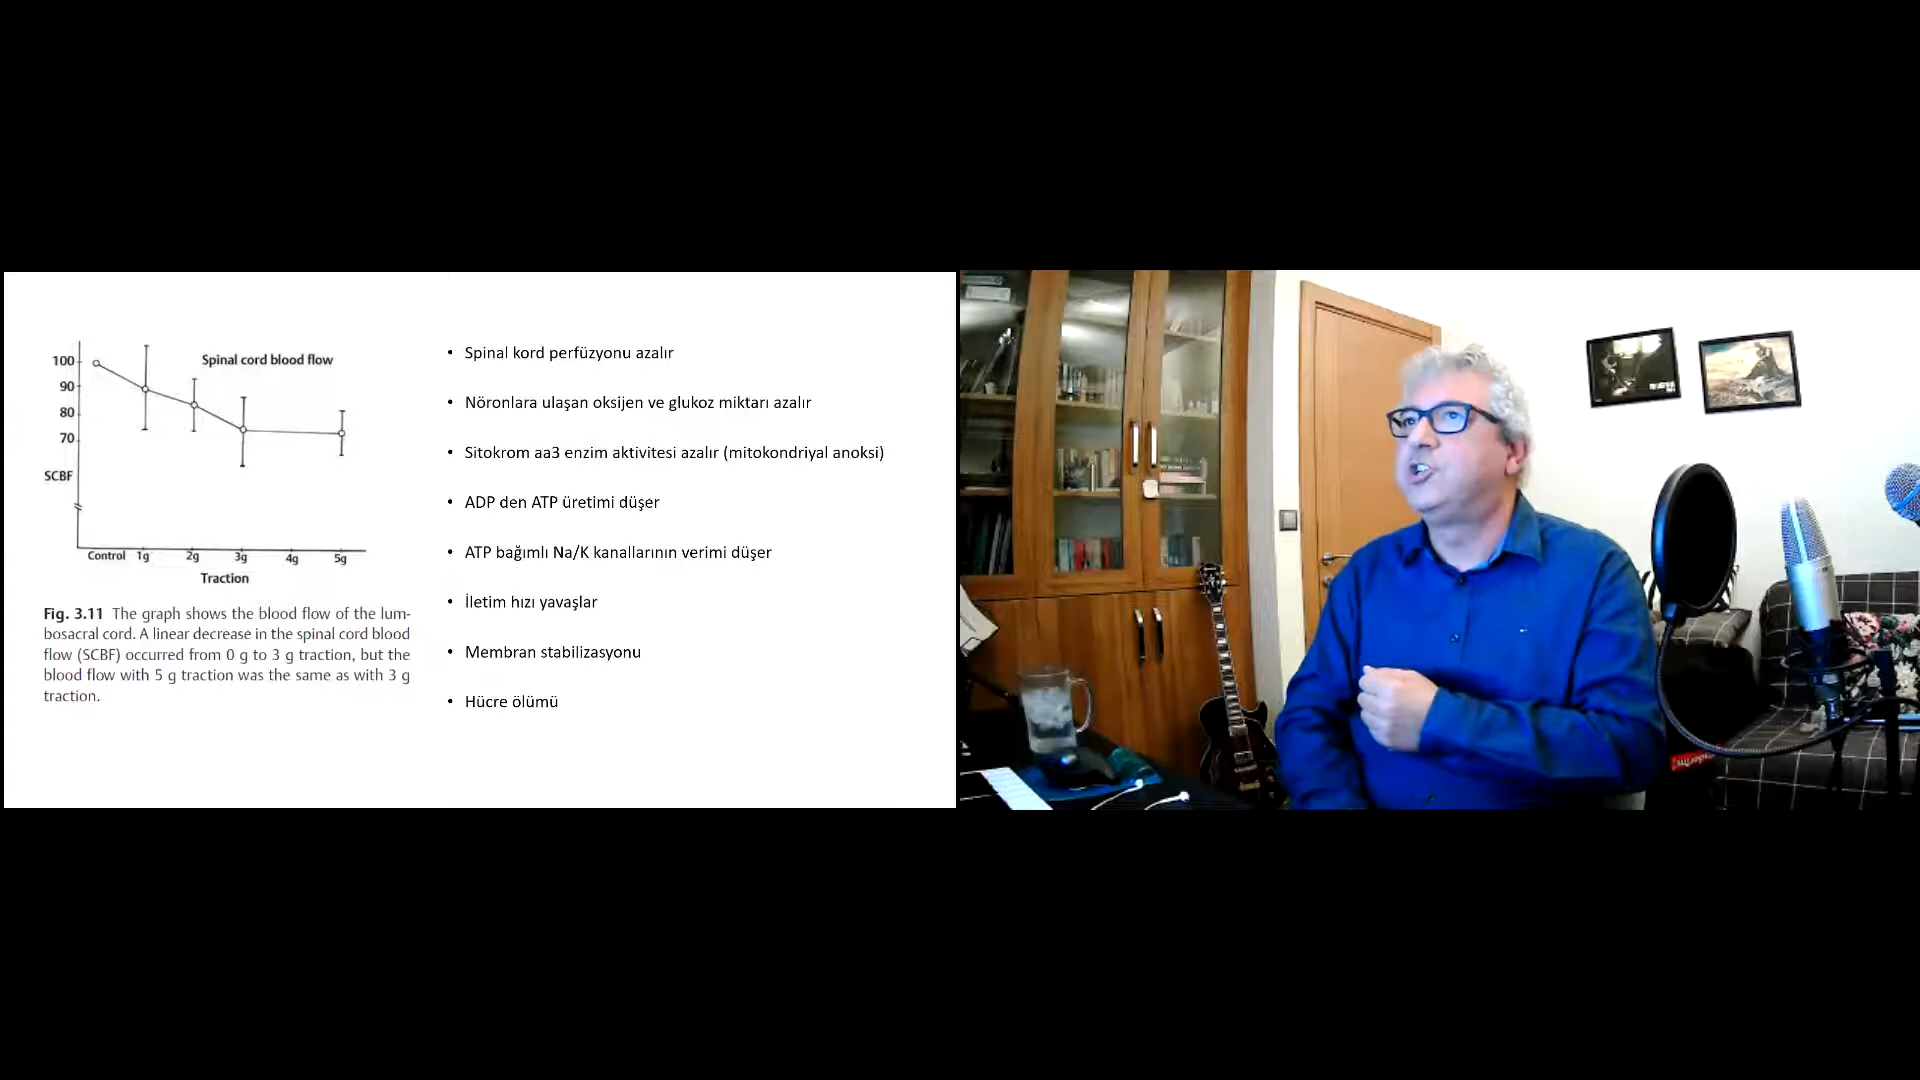 Spinal cord blood flow
100
90
80
70
SCBF
Control 1g 2g 3g 4g 5g
Traction
Fig. 3.11 The graph shows the blood flow of the lum-
bosacral cord. A linear decrease in the spinal cord blood
flow (SCBF) occurred from 0 g to 3 g traction, but the
blood flow with 5 g traction was the same as with 3 g
traction.
• Spinal kord perfüzyonu azalır
• Nöronlara ulaşan oksijen ve glukoz miktarı azalır
• Sitokrom aa3 enzim aktivitesi azalır (mitokondriyal anoksi)
• ADP den ATP üretimi düşer
• ATP bağımlı Na/K kanallarının verimi düşer
• İletim hızı yavaşlar
• Membran stabilizasyonu
• Hücre ölümü